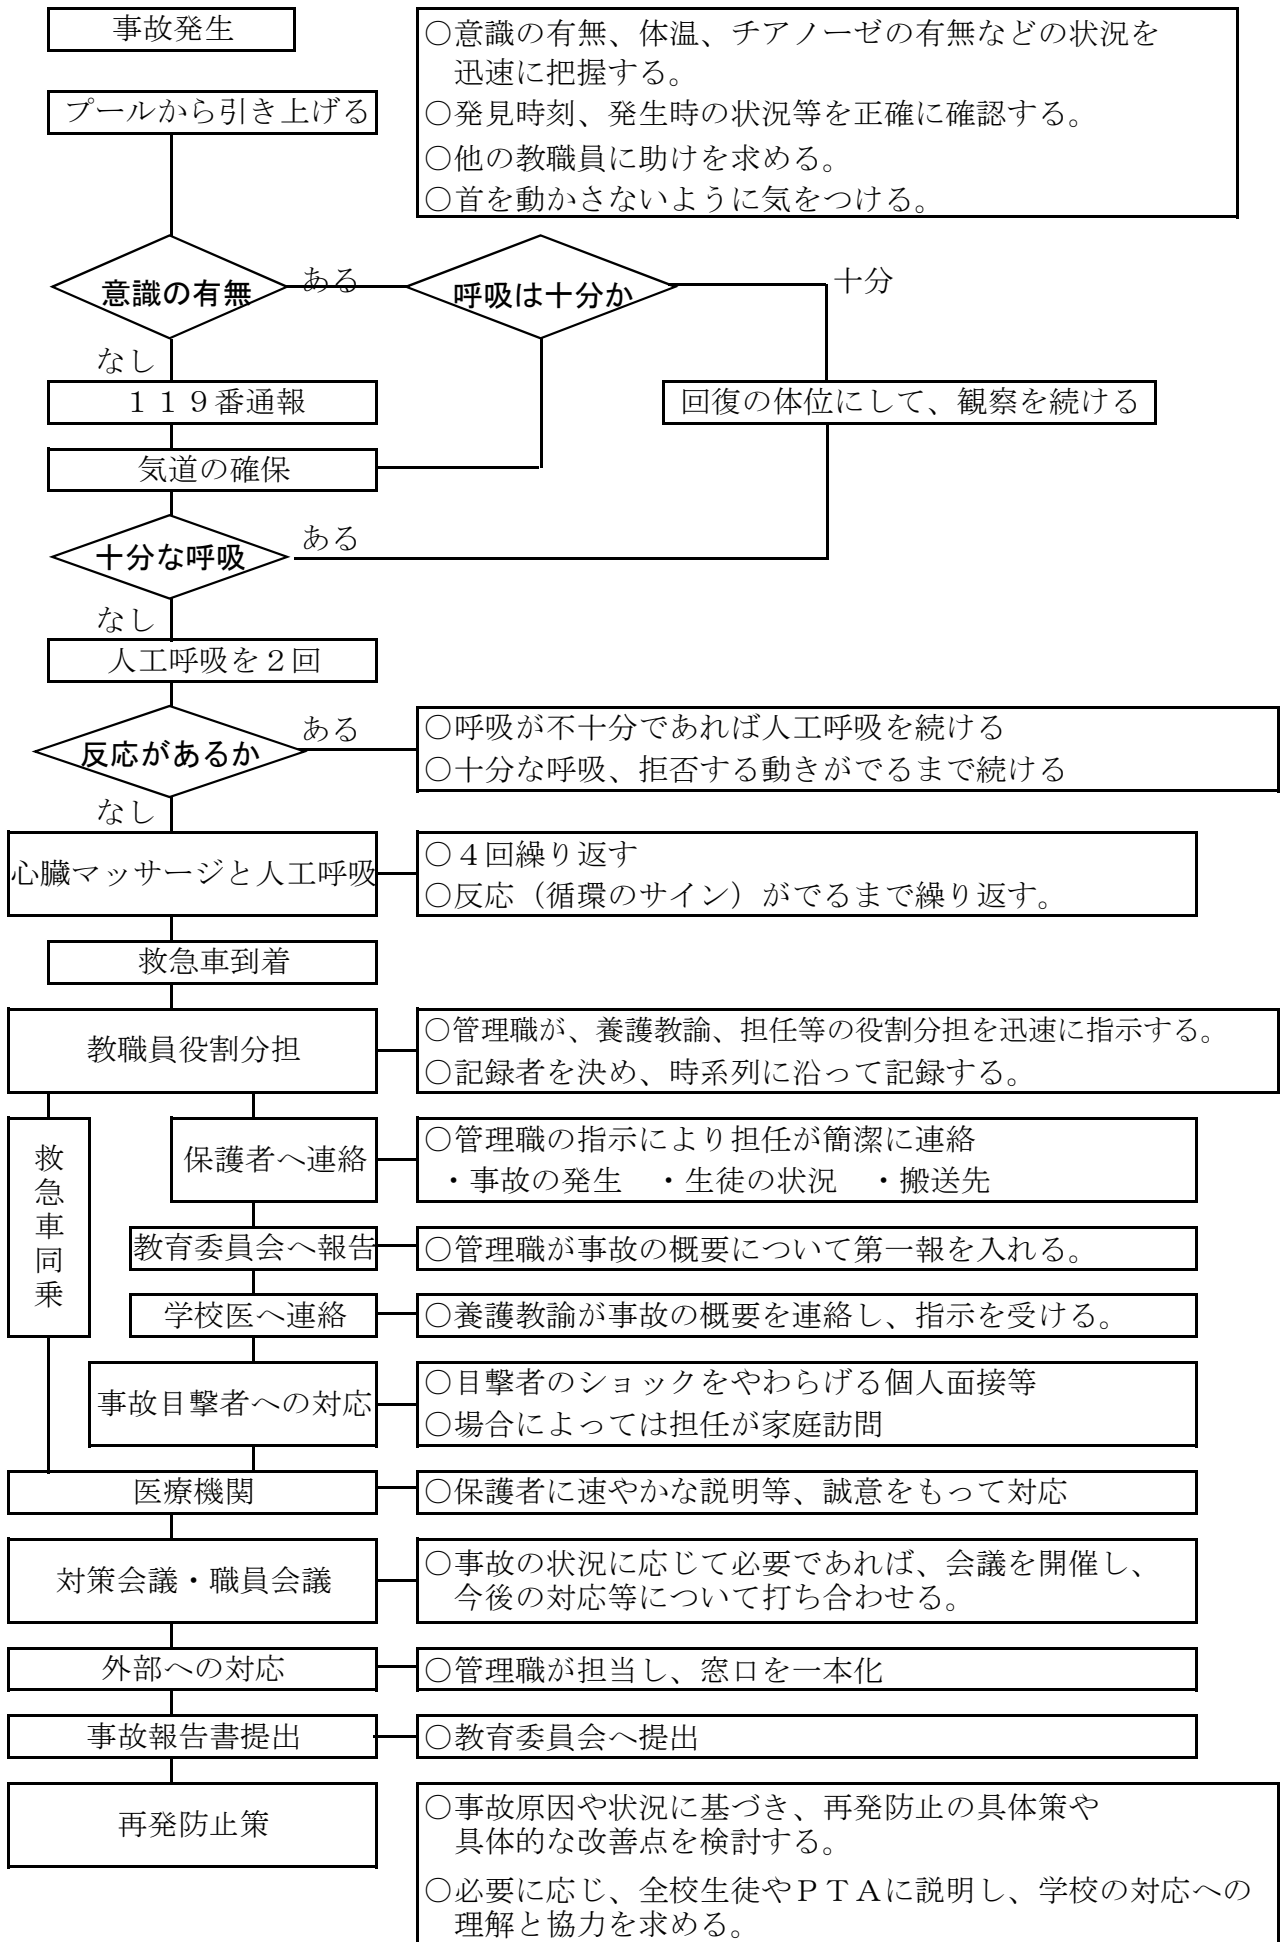 事故発生
○意識の有無、体温、チアノーゼの有無などの状況を
迅速に把握する。
プールから引き上げる
○発見時刻、発生時の状況等を正確に確認する。
○他の教職員に助けを求める。
○首を動かさないように気をつける。
意識の有無
ある
呼吸は十分か
十分
なし
１１９番通報
回復の体位にして、観察を続ける
気道の確保
十分な呼吸
ある
なし
人工呼吸を２回
反応があるか
ある
○呼吸が不十分であれば人工呼吸を続ける
○十分な呼吸、拒否する動きがでるまで続ける
なし
心臓マッサージと人工呼吸
○４回繰り返す
○反応（循環のサイン）がでるまで繰り返す。
救急車到着
教職員役割分担
○管理職が、養護教諭、担任等の役割分担を迅速に指示する。
○記録者を決め、時系列に沿って記録する。
救急車同乗
保護者へ連絡
○管理職の指示により担任が簡潔に連絡
・事故の発生　・生徒の状況　・搬送先
教育委員会へ報告
○管理職が事故の概要について第一報を入れる。
学校医へ連絡
○養護教諭が事故の概要を連絡し、指示を受ける。
事故目撃者への対応
○目撃者のショックをやわらげる個人面接等
○場合によっては担任が家庭訪問
医療機関
○保護者に速やかな説明等、誠意をもって対応
対策会議・職員会議
○事故の状況に応じて必要であれば、会議を開催し、
今後の対応等について打ち合わせる。
外部への対応
○管理職が担当し、窓口を一本化
事故報告書提出
○教育委員会へ提出
再発防止策
○事故原因や状況に基づき、再発防止の具体策や
具体的な改善点を検討する。
○必要に応じ、全校生徒やＰＴＡに説明し、学校の対応への
理解と協力を求める。